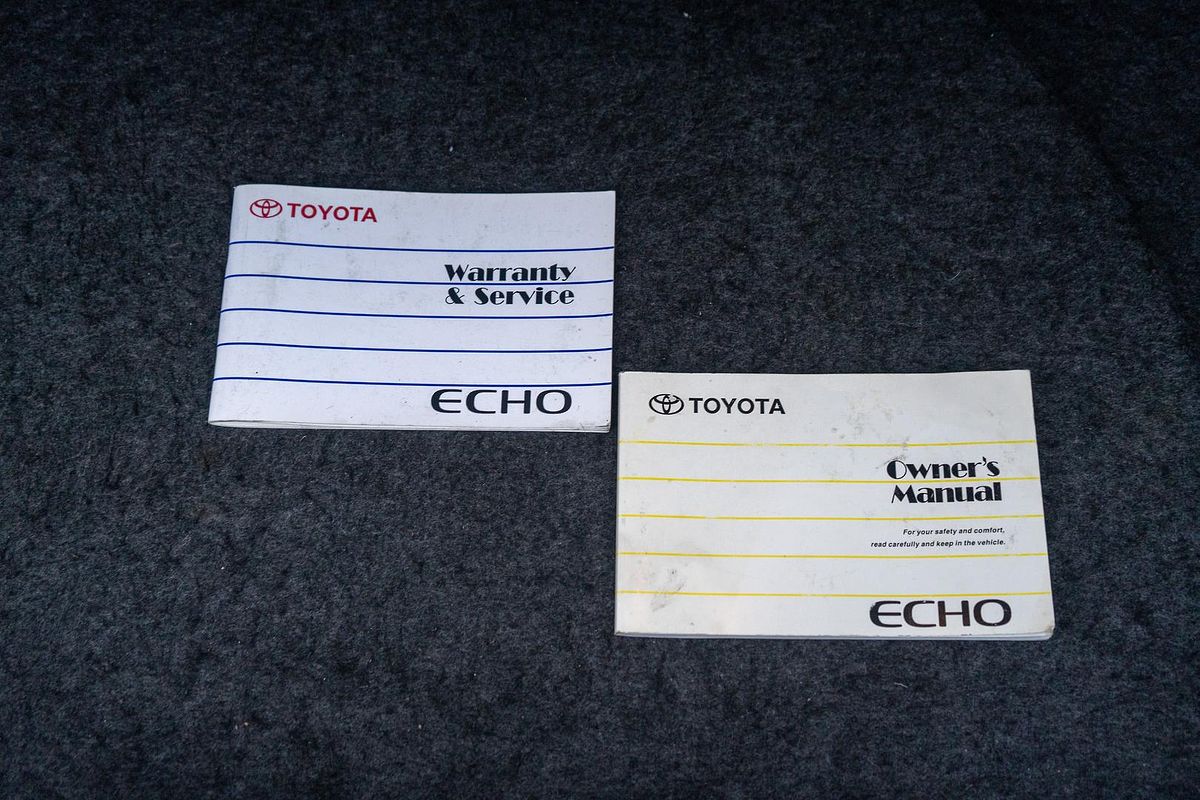 TOYOTA
Warranty
& Service
ECHO
TOYOTA
Owner's
Manual
For your safety and comfort,
read carefully and keep in the vehicle.
ECHO